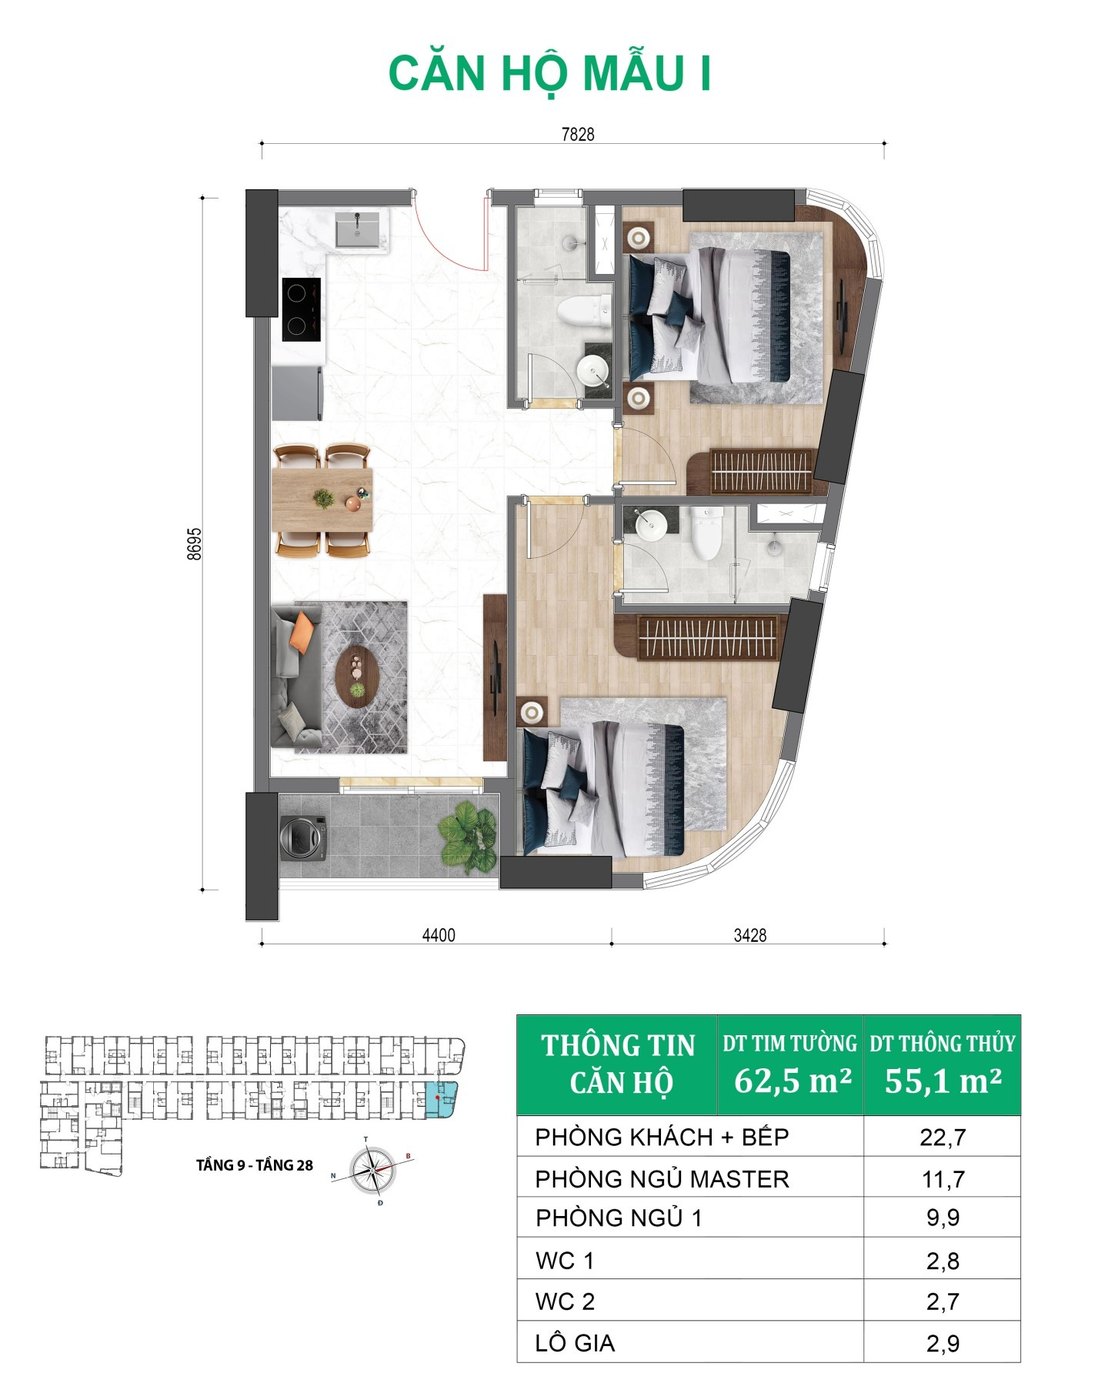 CĂN HỘ MẪU I
7828
8695
4400
3428
THÔNG TIN CĂN HỘ
DT TIM TƯỜNG
62,5 m²
DT THÔNG THỦY
55,1 m²
PHÒNG KHÁCH + BẾP 22,7
PHÒNG NGỦ MASTER 11,7
PHÒNG NGỦ 1 9,9
WC 1 2,8
WC 2 2,7
LÔ GIA 2,9
TẦNG 9 - TẦNG 28
T
B
N
Đ